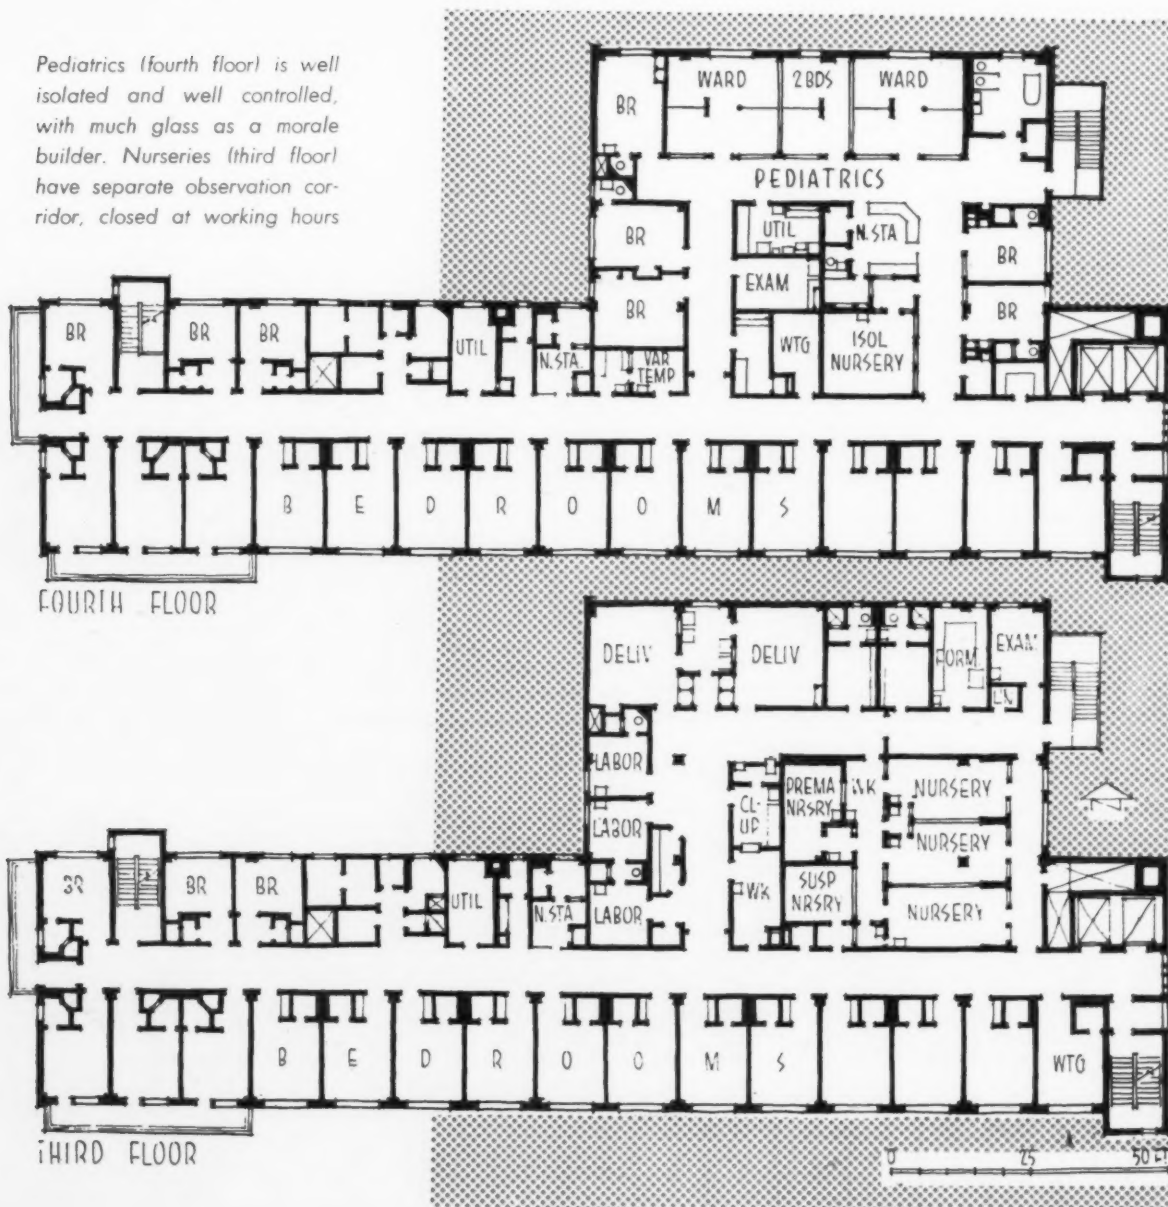 Pediatrics (fourth floor) is well
isolated and well controlled,
with much glass as a morale
builder. Nurseries (third floor)
have separate observation cor-
ridor, closed at working hours
BR
WARD
2 BDS
WARD
PEDIATRICS
BR
UTIL
N. STA
BR
EXAM
BR
BR
WTG
ISOL
NURSERY
VAR
TEMP
BR
BR
BR
UTIL
N. STA.
B E D R O O M S
FOURTH FLOOR
DELIV
DELIV
FORM
EXAM
LABOR
CL-
UP
PREMA
NRSRY
WK
NURSERY
LABOR
NURSERY
WK
SUSP
NRSRY
LABOR
NURSERY
BR
BR
BR
UTIL
N. STA
B E D R O O M S
WTG
THIRD FLOOR
0 25 50 FT